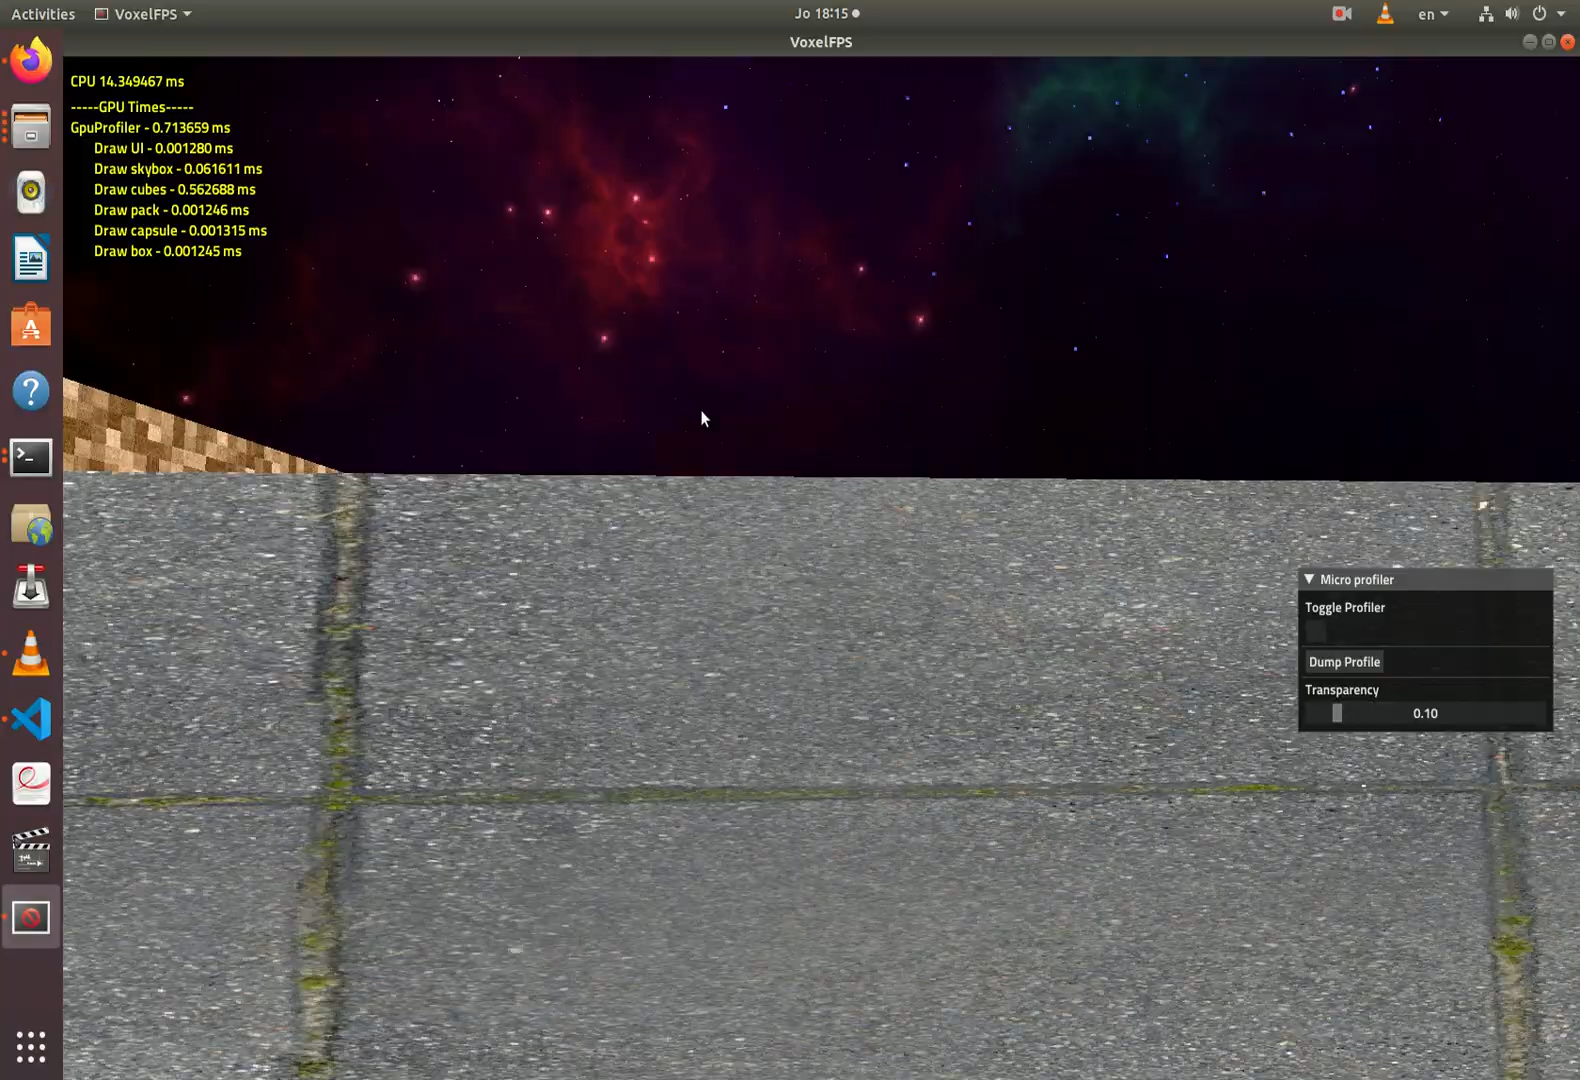 Activities
VoxelFPS
Jo 18:15
en
VoxelFPS
CPU 14.349467 ms
-----GPU Times-----
GpuProfiler - 0.713659 ms
Draw UI - 0.001280 ms
Draw skybox - 0.061611 ms
Draw cubes - 0.562688 ms
Draw pack - 0.001246 ms
Draw capsule - 0.001315 ms
Draw box - 0.001245 ms
Micro profiler
Toggle Profiler
Dump Profile
Transparency
0.10